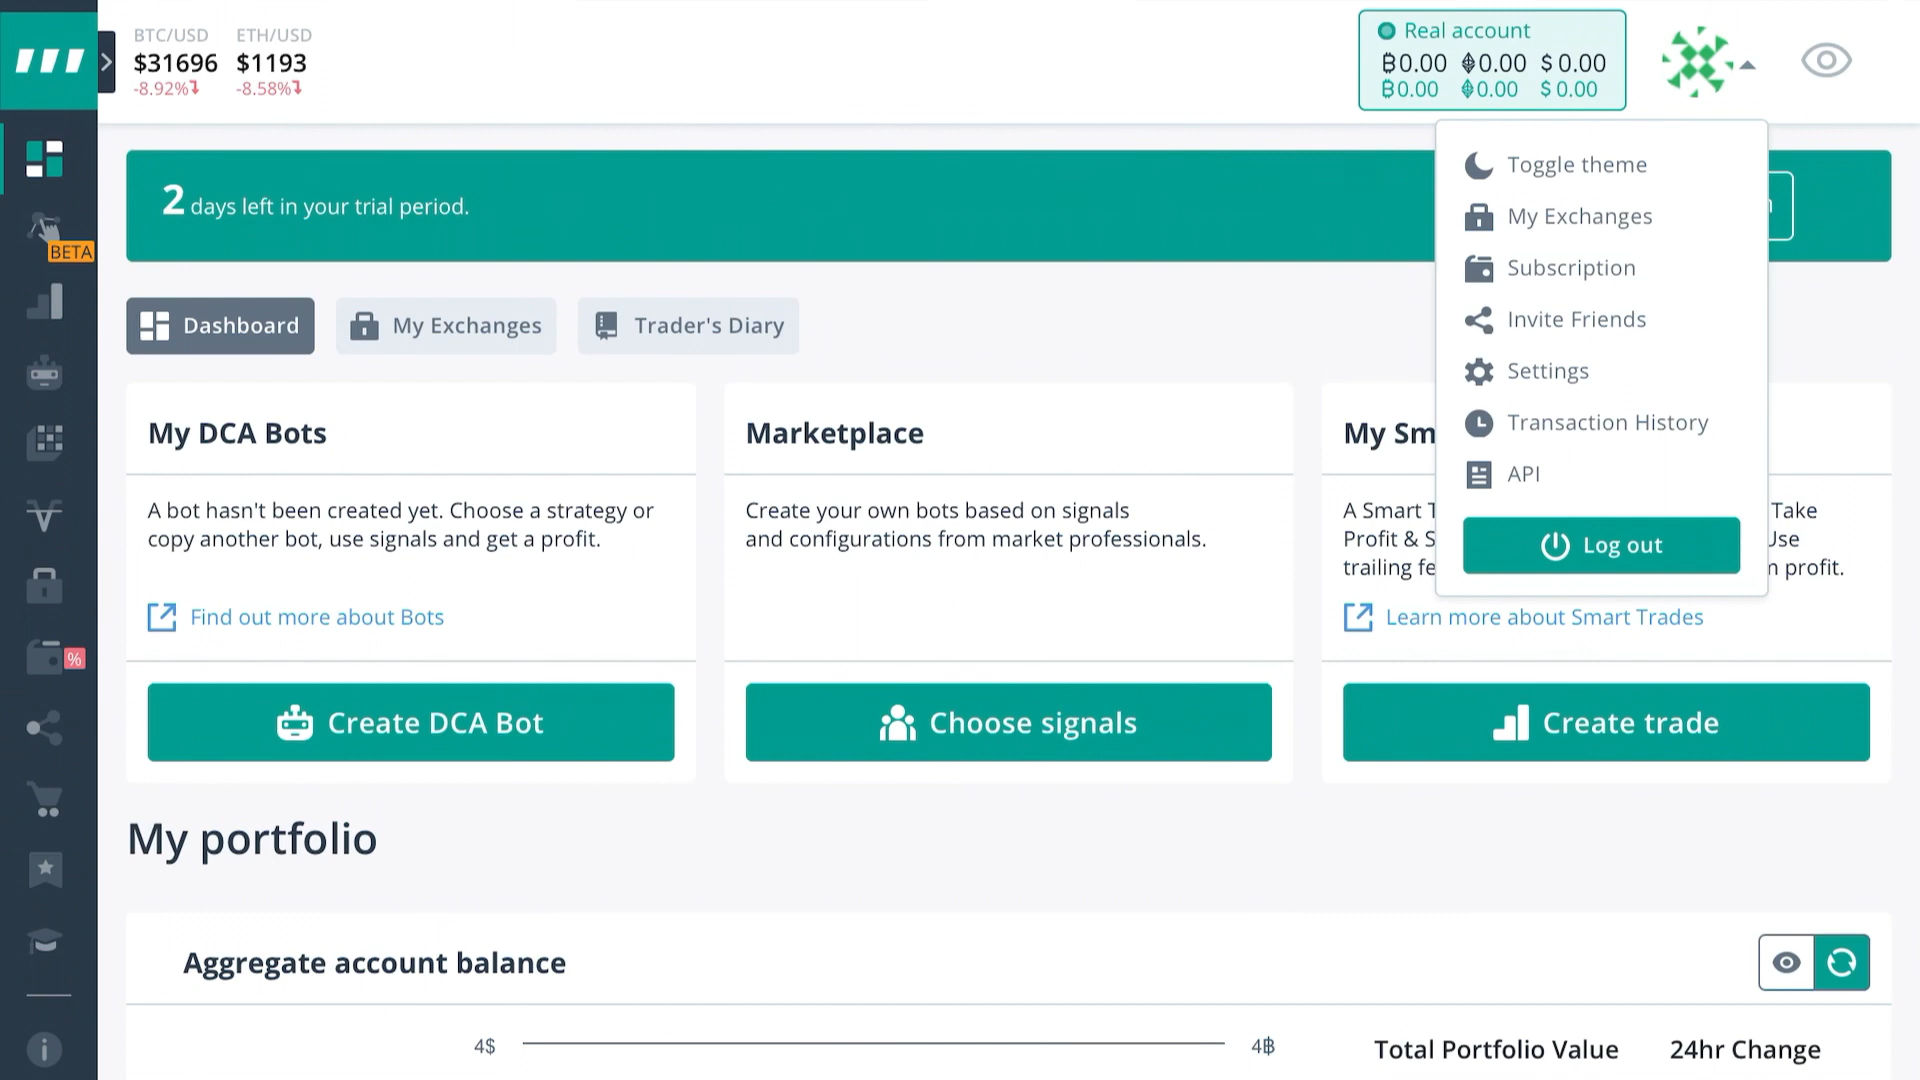 BTC/USD
$31696
-8.92%
ETH/USD
$1193
-8.58%
Real account
₿0.00 0.00 $ 0.00
₿0.00 0.00 $ 0.00
2 days left in your trial period.
Toggle theme
My Exchanges
Subscription
Invite Friends
Settings
Transaction History
API
Log out
BETA
%
Dashboard
My Exchanges
Trader's Diary
My DCA Bots
A bot hasn't been created yet. Choose a strategy or
copy another bot, use signals and get a profit.
Find out more about Bots
Create DCA Bot
Marketplace
Create your own bots based on signals
and configurations from market professionals.
Choose signals
My Sm
A Smart T Take
Profit & S Use
trailing fe profit.
Learn more about Smart Trades
Create trade
My portfolio
Aggregate account balance
4$
4฿
Total Portfolio Value
24hr Change